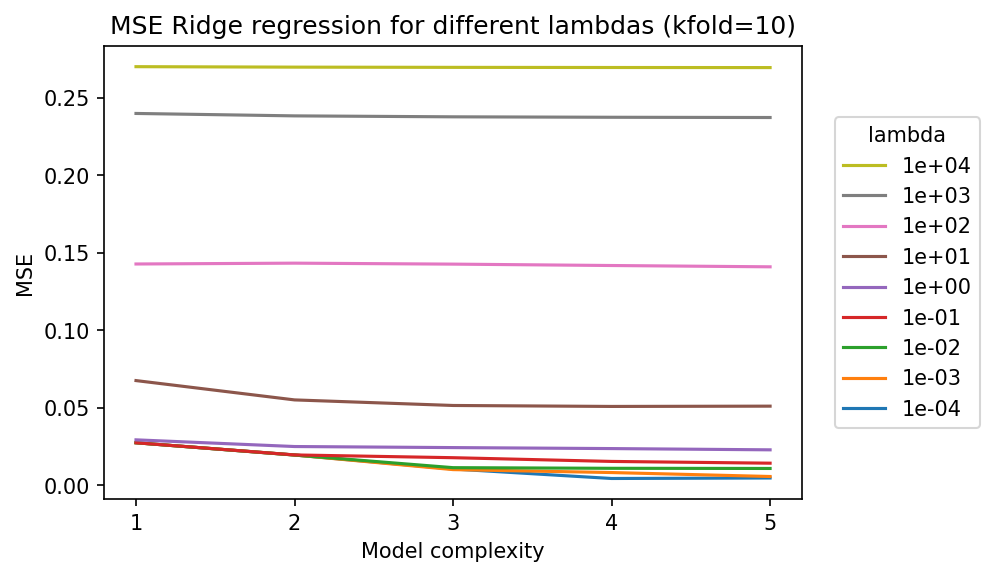 MSE Ridge regression for different lambdas (kfold=10)
MSE
0.25
0.20
0.15
0.10
0.05
0.00
1 2 3 4 5
Model complexity
lambda
1e+04
1e+03
1e+02
1e+01
1e+00
1e-01
1e-02
1e-03
1e-04